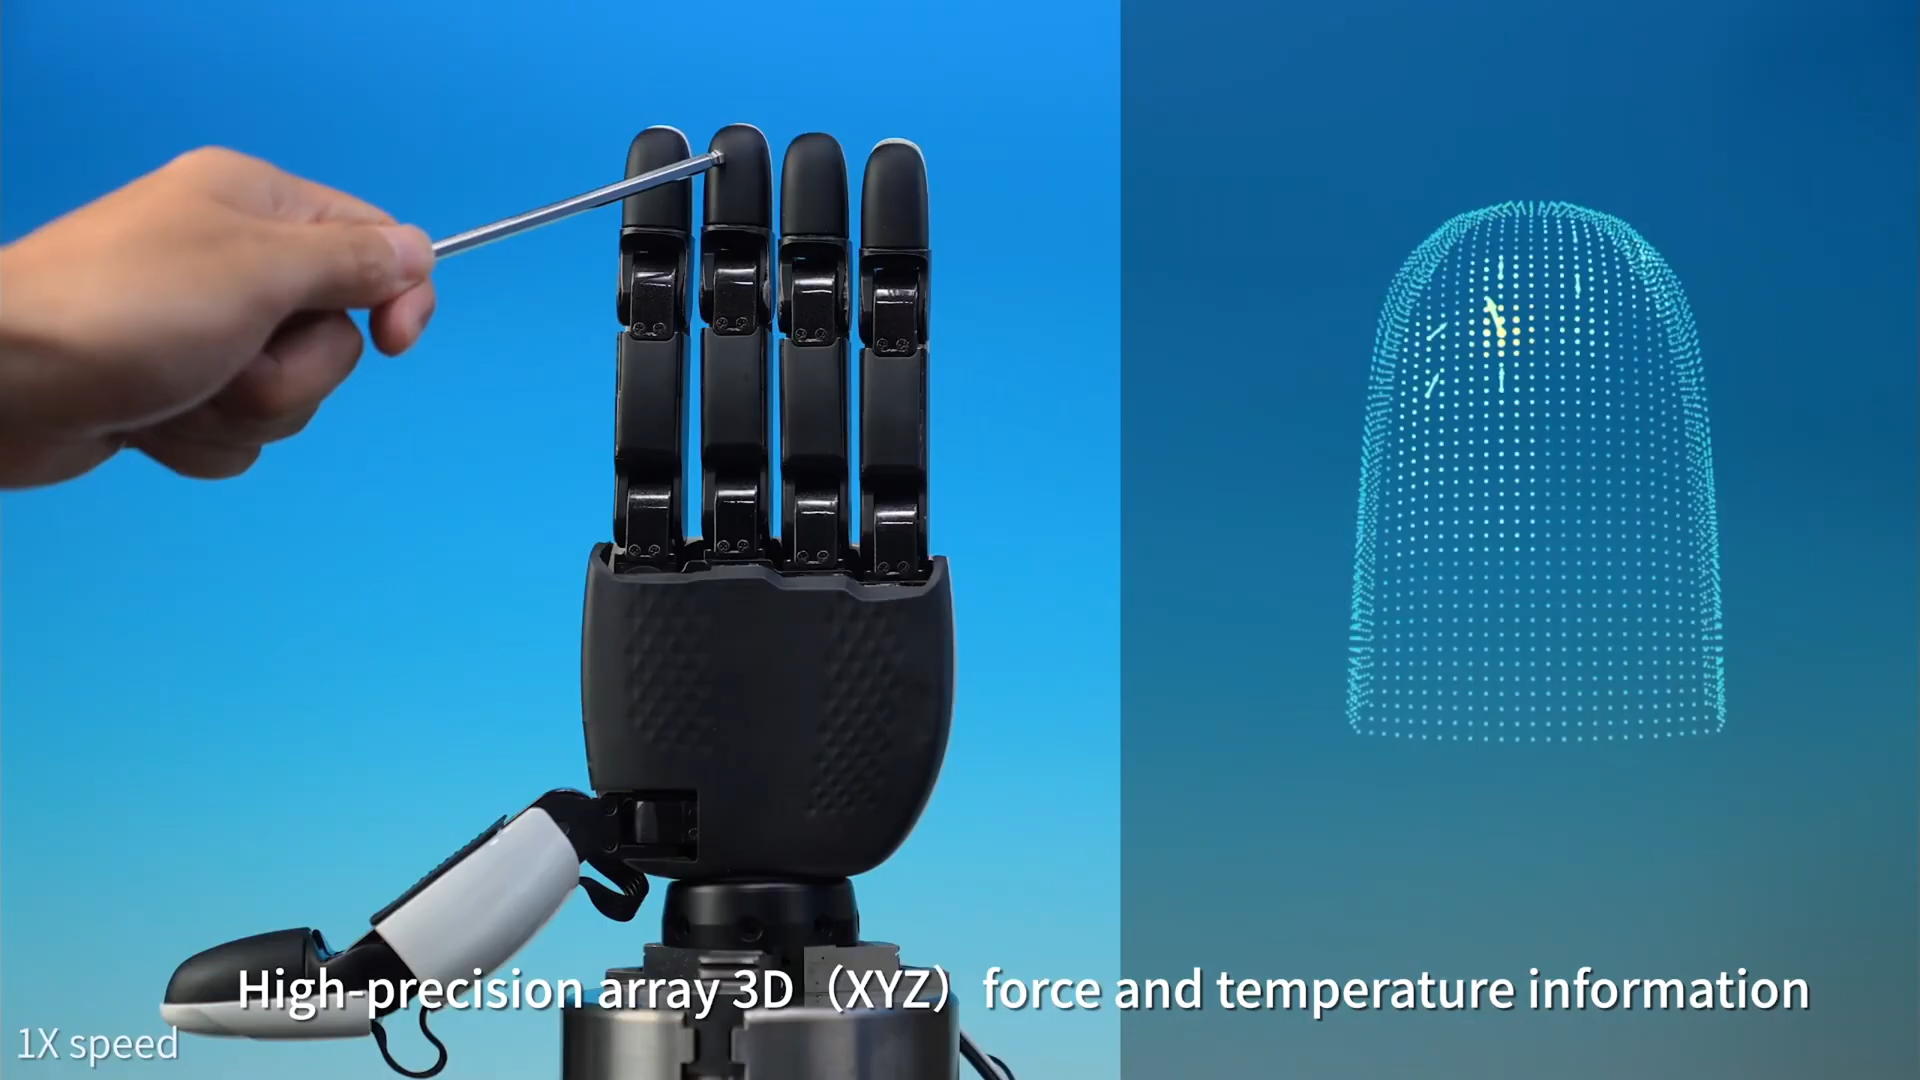 High-precision array 3D（XYZ）force and temperature information
1X speed